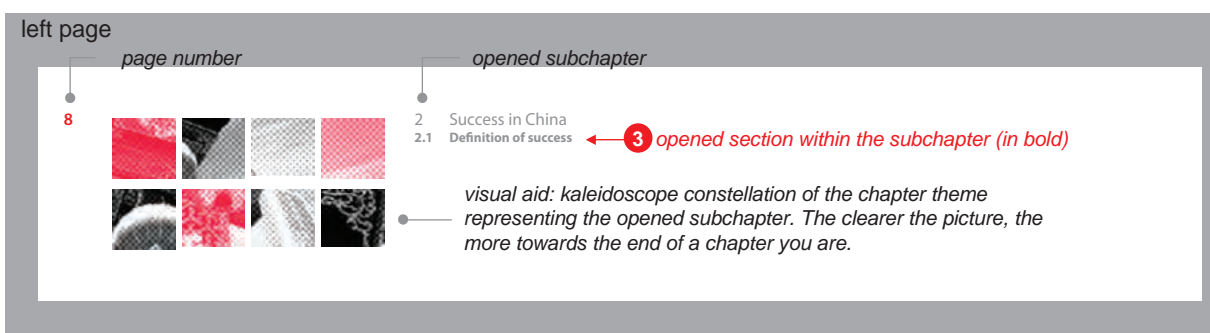 left page
page number
opened subchapter
8
2 Success in China
2.1 Definition of success
3 opened section within the subchapter (in bold)
visual aid: kaleidoscope constellation of the chapter theme
representing the opened subchapter. The clearer the picture, the
more towards the end of a chapter you are.